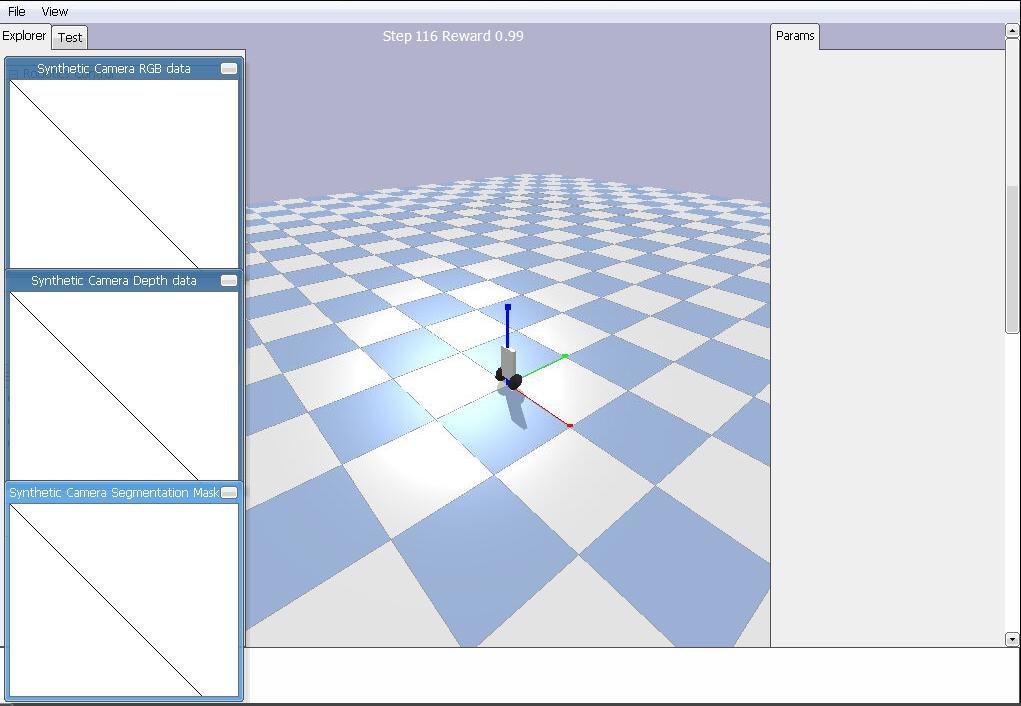 File View
Explorer Test
Step 116 Reward 0.99
Params
Synthetic Camera RGB data
Synthetic Camera Depth data
Synthetic Camera Segmentation Mask